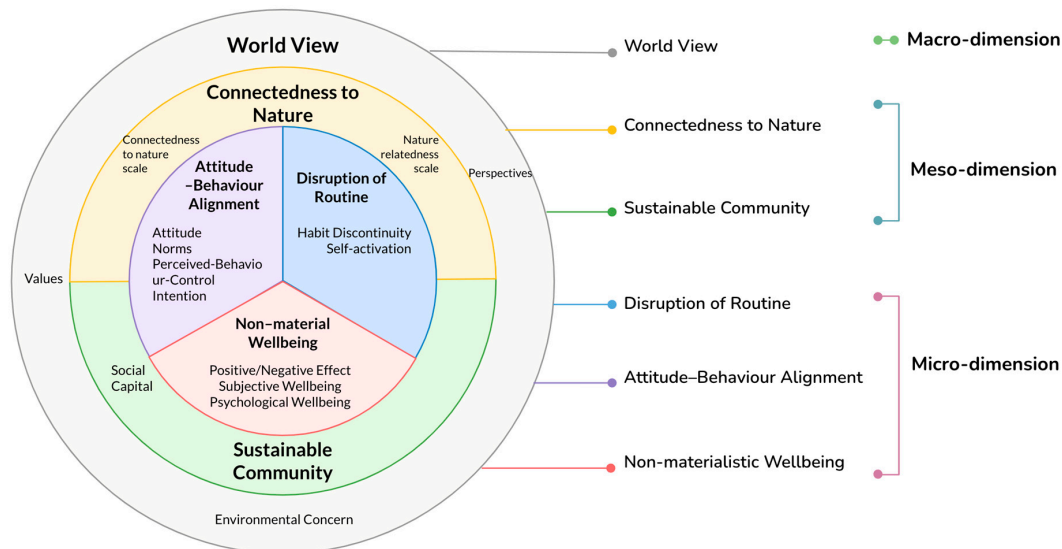 World View
Connectedness to
Nature
Connectedness
to nature
scale
Nature
relatedness
scale
Perspectives
Attitude
–Behaviour
Alignment
Disruption of
Routine
Attitude
Norms
Perceived-Behavio
ur-Control
Intention
Habit Discontinuity
Self-activation
Values
Non–material
Wellbeing
Positive/Negative Effect
Subjective Wellbeing
Psychological Wellbeing
Social
Capital
Sustainable
Community
Environmental Concern
World View
Connectedness to Nature
Sustainable Community
Disruption of Routine
Attitude–Behaviour Alignment
Non-materialistic Wellbeing
Macro-dimension
Meso-dimension
Micro-dimension